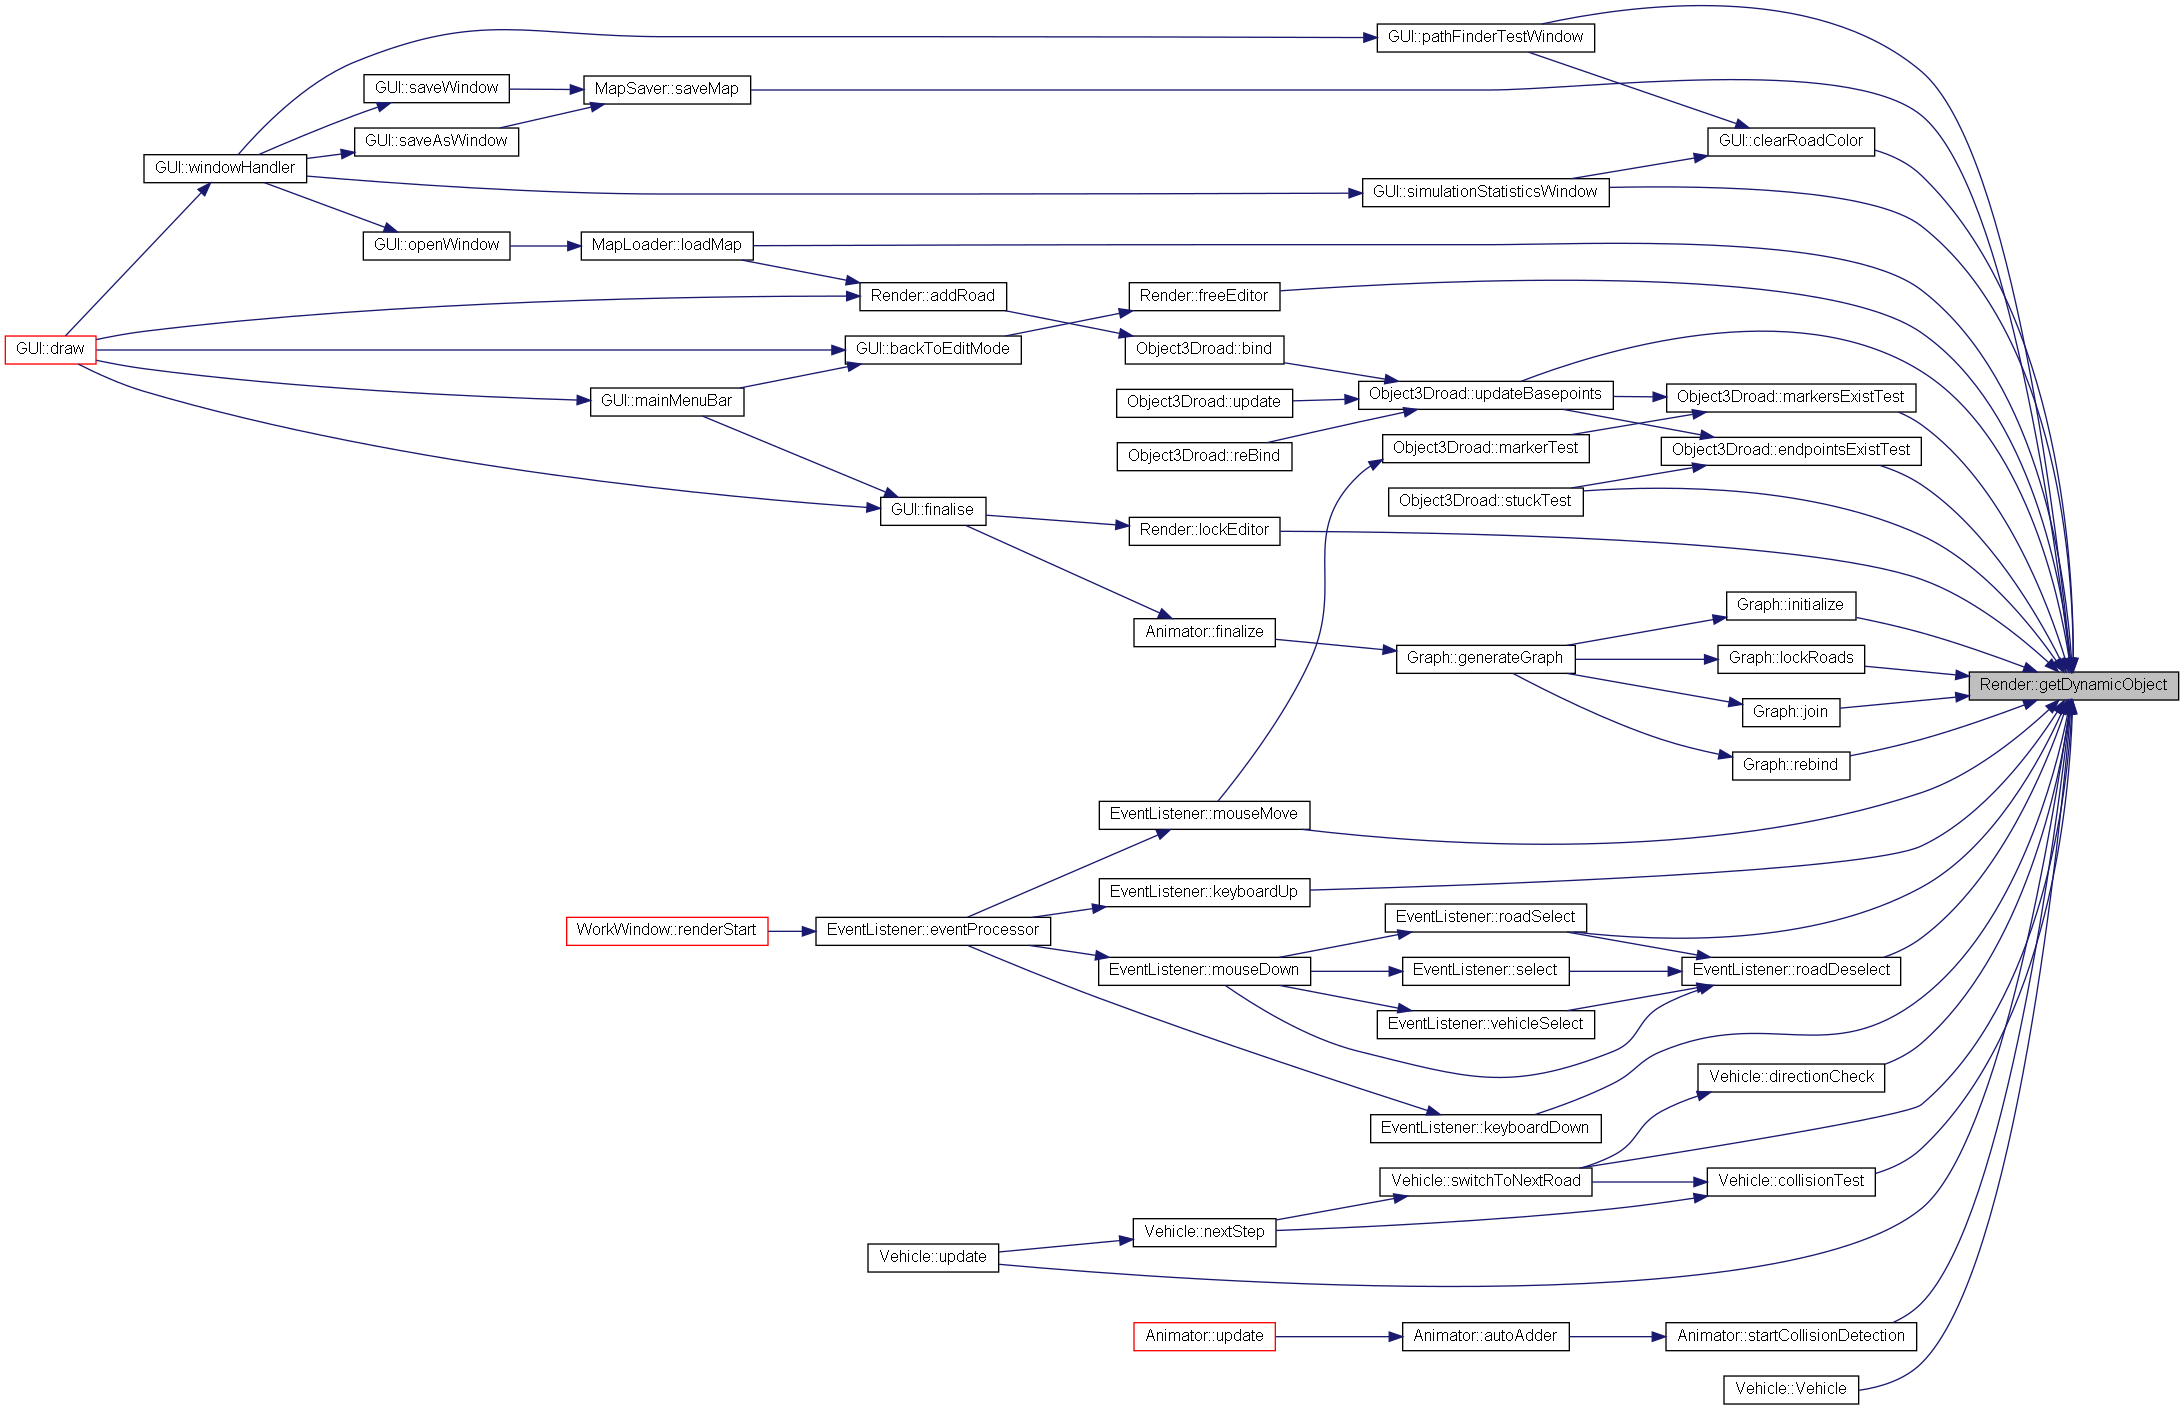 GUI::pathFinderTestWindow
GUI::saveWindow
MapSaver::saveMap
GUI::saveAsWindow
GUI::clearRoadColor
GUI::windowHandler
GUI::simulationStatisticsWindow
GUI::openWindow
MapLoader::loadMap
Render::addRoad
Render::freeEditor
GUI::draw
GUI::backToEditMode
Object3Droad::bind
GUI::mainMenuBar
Object3Droad::update
Object3Droad::updateBasepoints
Object3Droad::markersExistTest
Object3Droad::reBind
Object3Droad::markerTest
Object3Droad::endpointsExistTest
Object3Droad::stuckTest
GUI::finalise
Render::lockEditor
Graph::initialize
Animator::finalize
Graph::generateGraph
Graph::lockRoads
Render::getDynamicObject
Graph::join
Graph::rebind
EventListener::mouseMove
EventListener::keyboardUp
WorkWindow::renderStart
EventListener::eventProcessor
EventListener::roadSelect
EventListener::mouseDown
EventListener::select
EventListener::roadDeselect
EventListener::vehicleSelect
Vehicle::directionCheck
EventListener::keyboardDown
Vehicle::switchToNextRoad
Vehicle::collisionTest
Vehicle::nextStep
Vehicle::update
Animator::update
Animator::autoAdder
Animator::startCollisionDetection
Vehicle::Vehicle